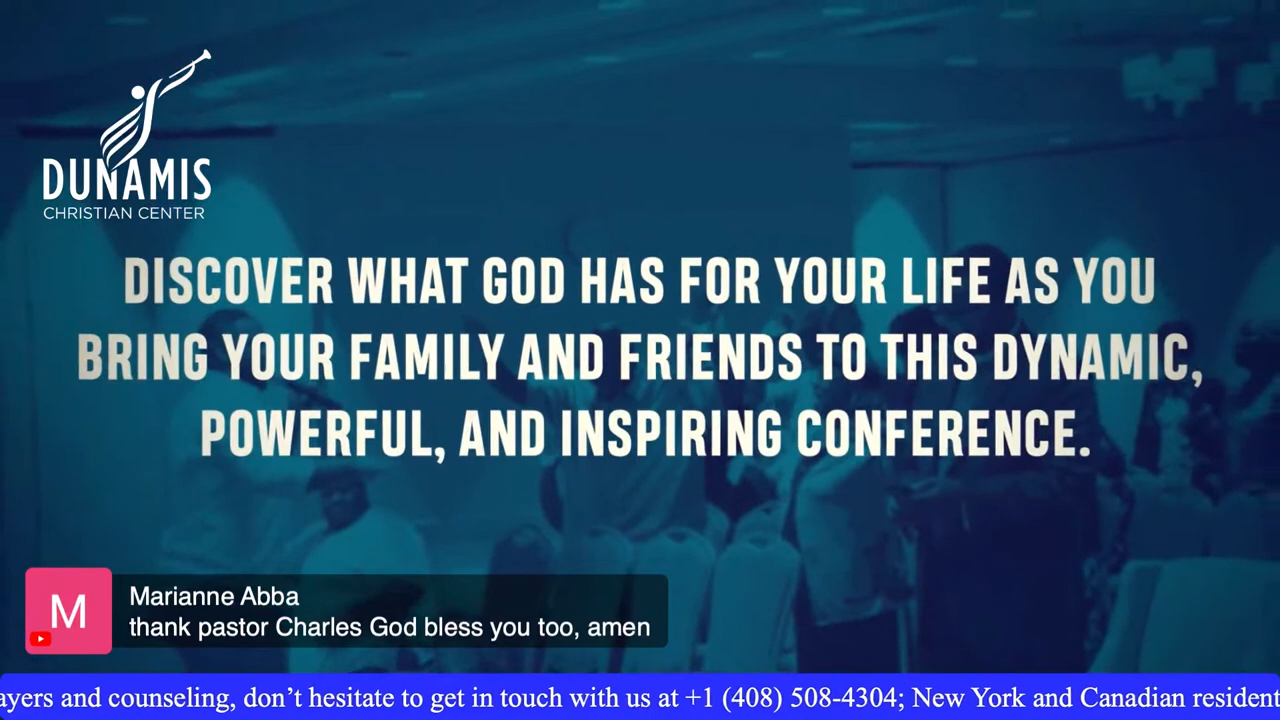 DUNAMIS
CHRISTIAN CENTER
DISCOVER WHAT GOD HAS FOR YOUR LIFE AS YOU
BRING YOUR FAMILY AND FRIENDS TO THIS DYNAMIC,
POWERFUL, AND INSPIRING CONFERENCE.
M
Marianne Abba
thank pastor Charles God bless you too, amen
ayers and counseling, don’t hesitate to get in touch with us at +1 (408) 508-4304; New York and Canadian resident